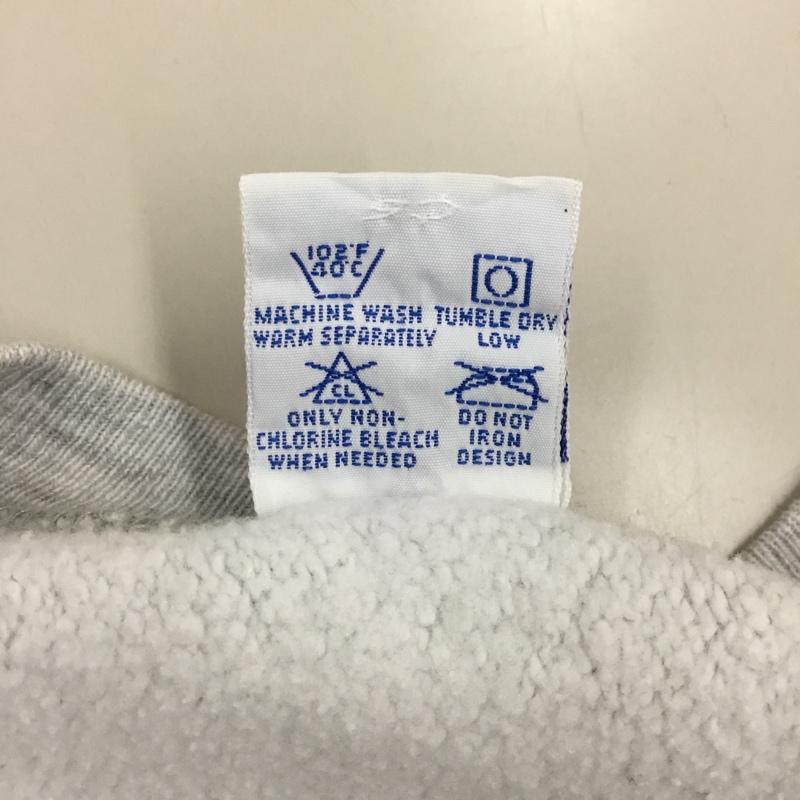 102°F
40°C
MACHINE WASH
WARM SEPARATELY
TUMBLE DRY
LOW
CL
ONLY NON-
CHLORINE BLEACH
WHEN NEEDED
DO NOT
IRON
DESIGN